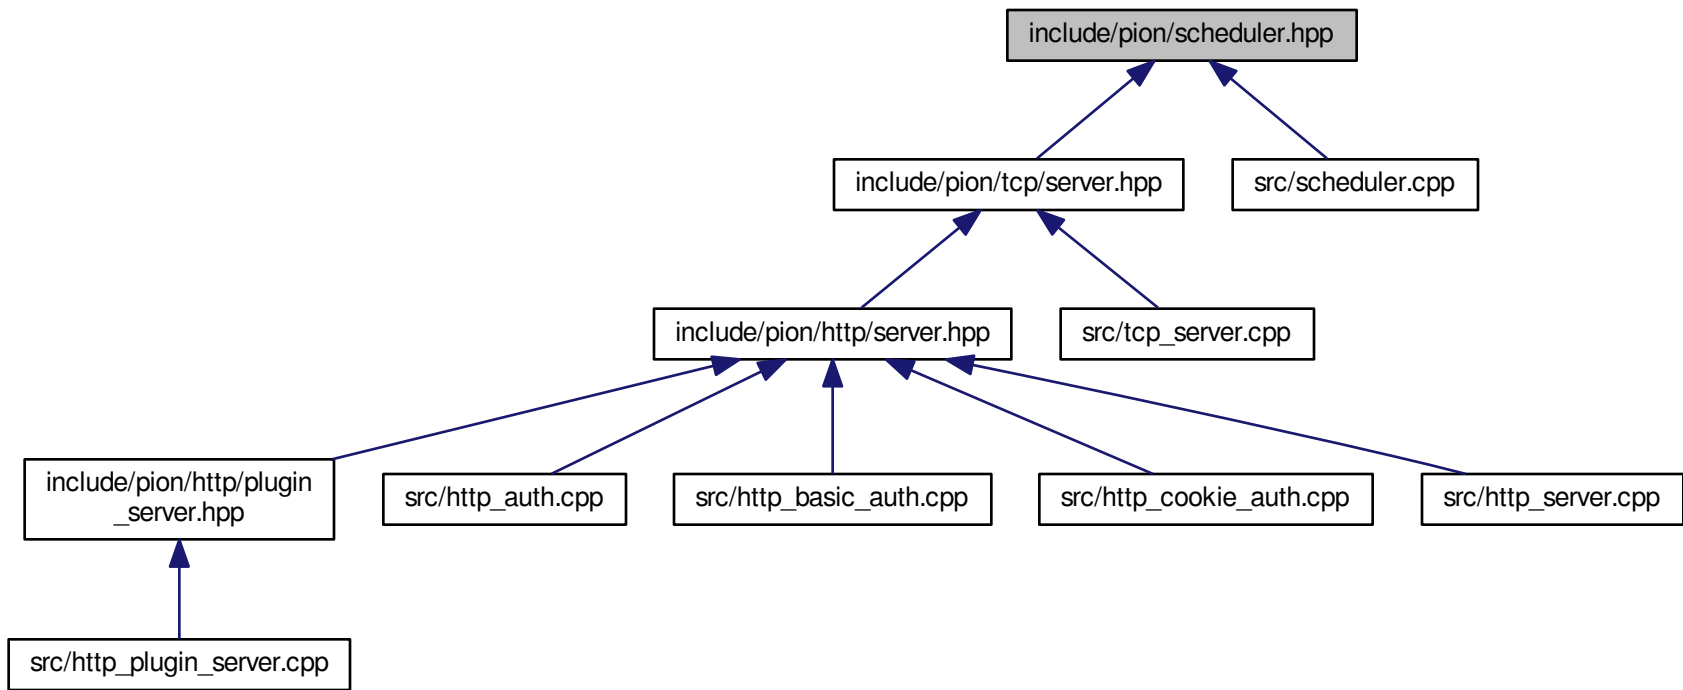 include/pion/scheduler.hpp
include/pion/tcp/server.hpp
src/scheduler.cpp
include/pion/http/server.hpp
src/tcp_server.cpp
include/pion/http/plugin
_server.hpp
src/http_auth.cpp
src/http_basic_auth.cpp
src/http_cookie_auth.cpp
src/http_server.cpp
src/http_plugin_server.cpp